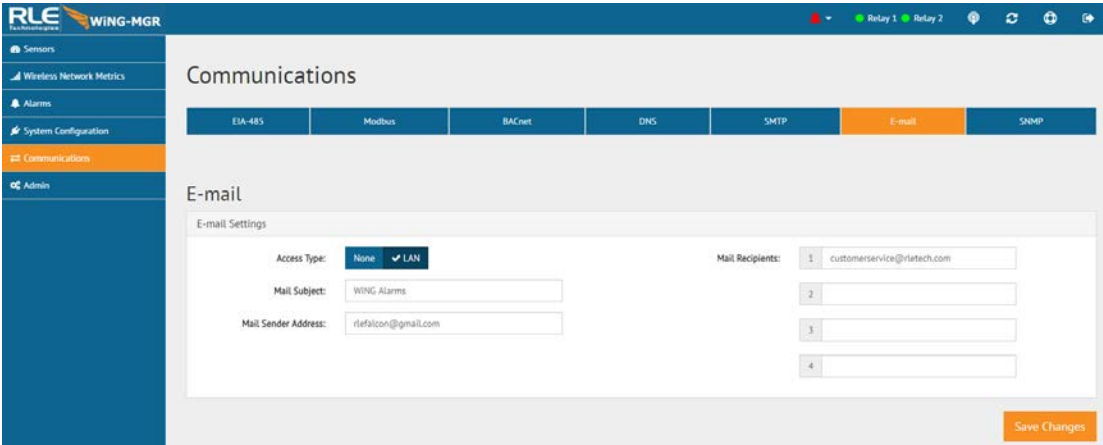 RLE WiNG-MGR
Technologies
Relay 1 Relay 2
Sensors
Wireless Network Metrics
Alarms
System Configuration
Communications
Admin
Communications
EIA-485 Modbus BACnet DNS SMTP E-mail SNMP
E-mail
E-mail Settings
Access Type: None LAN
Mail Subject: WiNG Alarms
Mail Sender Address: rlefalcon@gmail.com
Mail Recipients: 1 customerservice@rletech.com
2
3
4
Save Changes